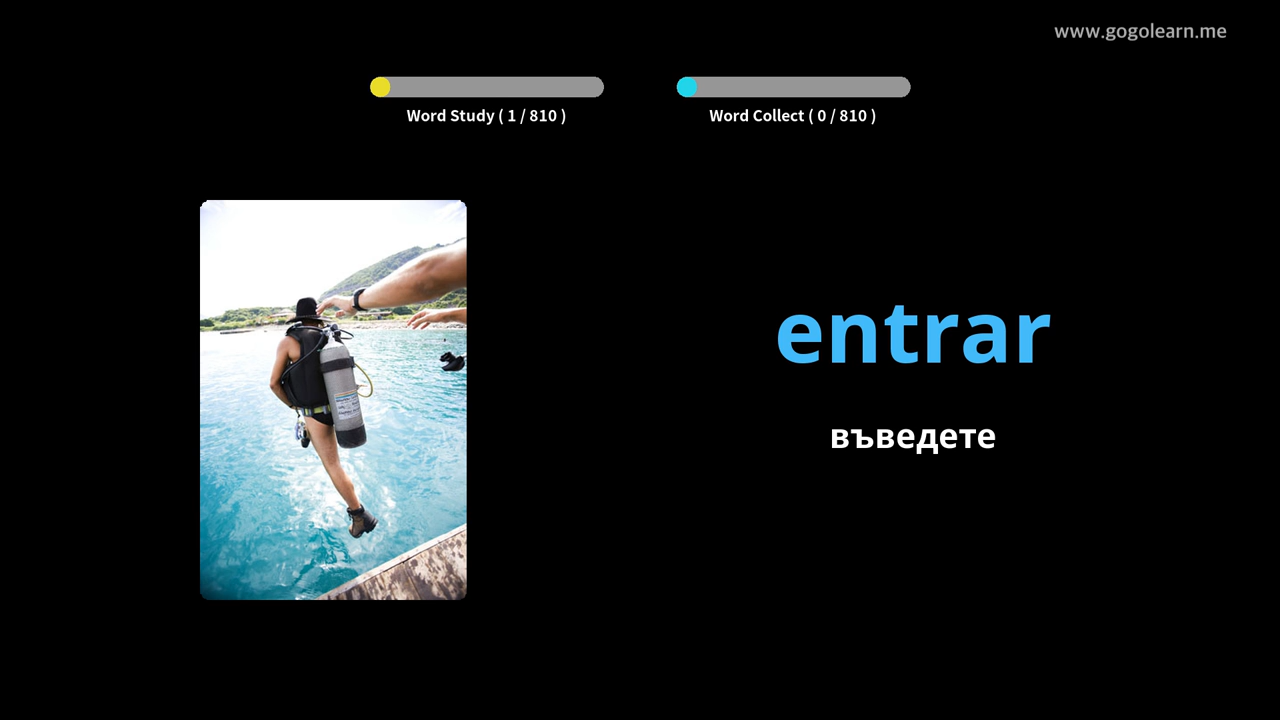 www.gogolearn.me
Word Study ( 1 / 810 )
Word Collect ( 0 / 810 )
entrar
въведете